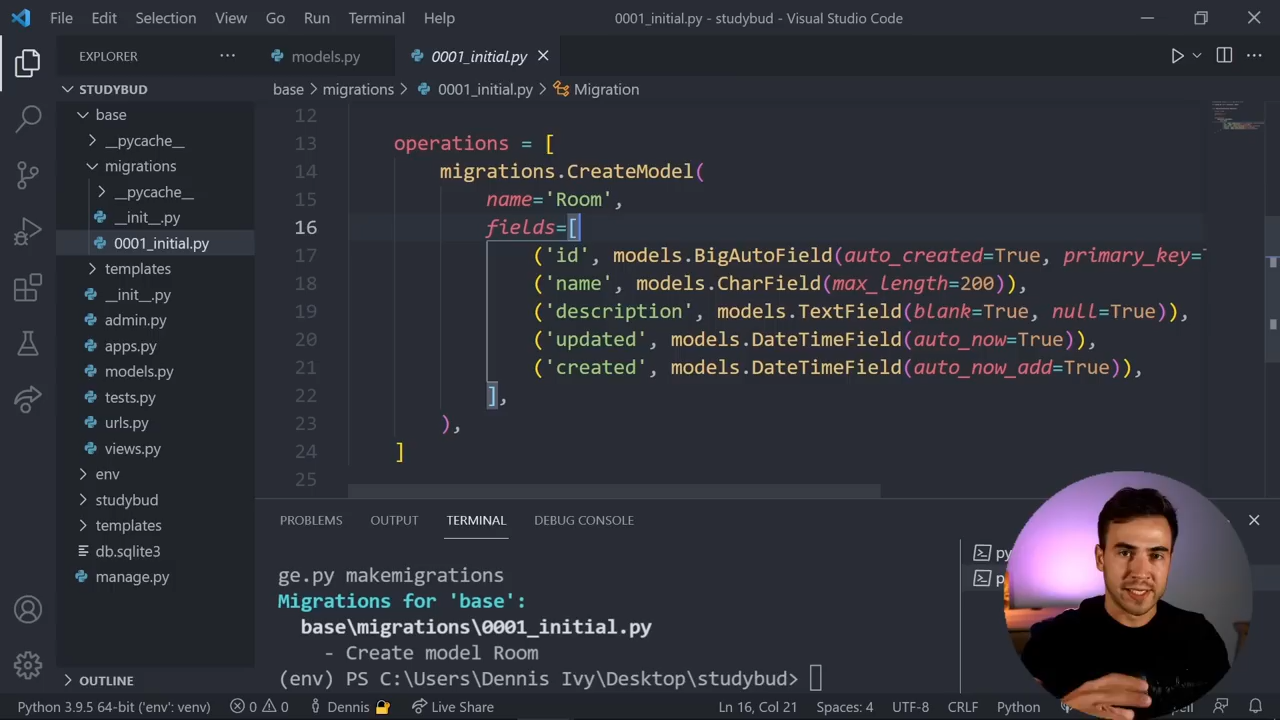 File Edit Selection View Go Run Terminal Help
0001_initial.py - studybud - Visual Studio Code
EXPLORER
models.py
0001_initial.py
STUDYBUD
base
__pycache__
migrations
__pycache__
__init__.py
0001_initial.py
templates
__init__.py
admin.py
apps.py
models.py
tests.py
urls.py
views.py
env
studybud
templates
db.sqlite3
manage.py
OUTLINE
base > migrations > 0001_initial.py > Migration
12
13 operations = [
14 migrations.CreateModel(
15 name='Room',
16 fields=[
17 ('id', models.BigAutoField(auto_created=True, primary_key=
18 ('name', models.CharField(max_length=200)),
19 ('description', models.TextField(blank=True, null=True)),
20 ('updated', models.DateTimeField(auto_now=True)),
21 ('created', models.DateTimeField(auto_now_add=True)),
22 ],
23 ),
24 ]
25
PROBLEMS OUTPUT TERMINAL DEBUG CONSOLE
ge.py makemigrations
Migrations for 'base':
base\migrations\0001_initial.py
- Create model Room
(env) PS C:\Users\Dennis Ivy\Desktop\studybud>
Python 3.9.5 64-bit ('env': venv) 0 0 Dennis Live Share
Ln 16, Col 21 Spaces: 4 UTF-8 CRLF Python